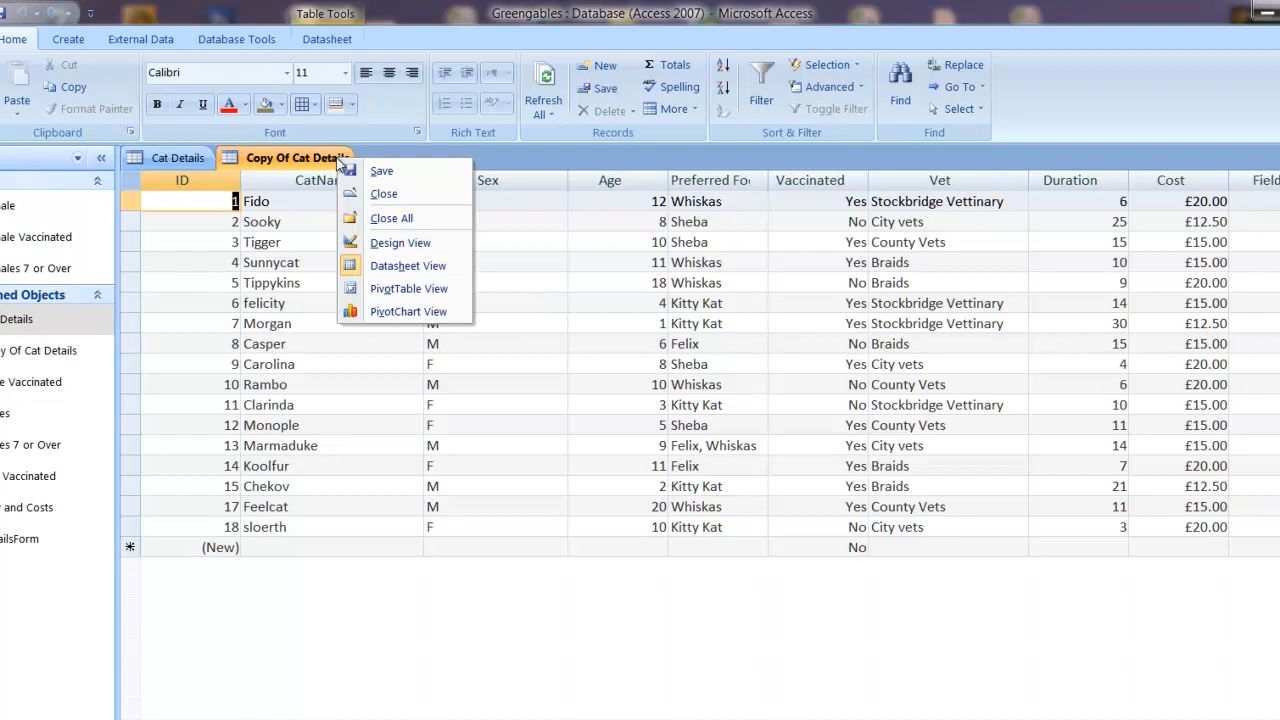 Table Tools
Greengables : Database (Access 2007) - Microsoft Access
Home Create External Data Database Tools Datasheet
Cut
Copy
Format Painter
Paste
Clipboard
Calibri 11
B I U A
Font
Rich Text
Refresh All
New
Save
Delete
Totals
Spelling
More
Records
Filter
Selection
Advanced
Toggle Filter
Sort & Filter
Find
Replace
Go To
Select
Find
Cat Details
Copy Of Cat Details
Save
Close
Close All
Design View
Datasheet View
PivotTable View
PivotChart View
ale
ale Vaccinated
ales 7 or Over
ned Objects
Details
y Of Cat Details
e Vaccinated
es
es 7 or Over
Vaccinated
y and Costs
ailsForm
ID CatNar Sex Age Preferred Foo Vaccinated Vet Duration Cost Field
1 Fido 12 Whiskas Yes Stockbridge Vettinary 6 £20.00
2 Sooky 8 Sheba No City vets 25 £12.50
3 Tigger 10 Sheba Yes County Vets 15 £15.00
4 Sunnycat 11 Whiskas Yes Braids 10 £15.00
5 Tippykins 18 Whiskas No Braids 9 £20.00
6 felicity 4 Kitty Kat Yes Stockbridge Vettinary 14 £15.00
7 Morgan M 1 Kitty Kat Yes Stockbridge Vettinary 30 £12.50
8 Casper M 6 Felix No Braids 15 £15.00
9 Carolina F 8 Sheba Yes City vets 4 £20.00
10 Rambo M 10 Whiskas No County Vets 6 £20.00
11 Clarinda F 3 Kitty Kat No Stockbridge Vettinary 10 £15.00
12 Monople F 5 Sheba Yes County Vets 11 £15.00
13 Marmaduke M 9 Felix, Whiskas Yes City vets 14 £15.00
14 Koolfur F 11 Felix Yes Braids 7 £20.00
15 Chekov M 2 Kitty Kat Yes Braids 21 £12.50
17 Feelcat M 20 Whiskas Yes County Vets 11 £15.00
18 sloerth F 10 Kitty Kat No City vets 3 £20.00
(New) No